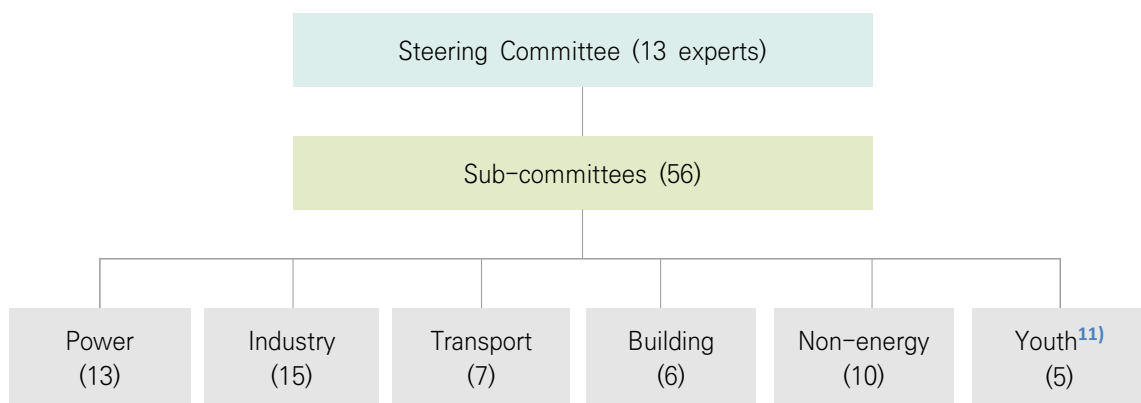 Steering Committee (13 experts)
Sub-committees (56)
Power
(13)
Industry
(15)
Transport
(7)
Building
(6)
Non-energy
(10)
Youth11)
(5)